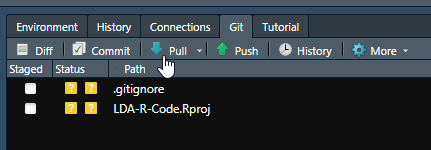 Environment History Connections Git Tutorial
Diff Commit Pull Push History More
Staged Status Path
? ? .gitignore
? ? LDA-R-Code.Rproj